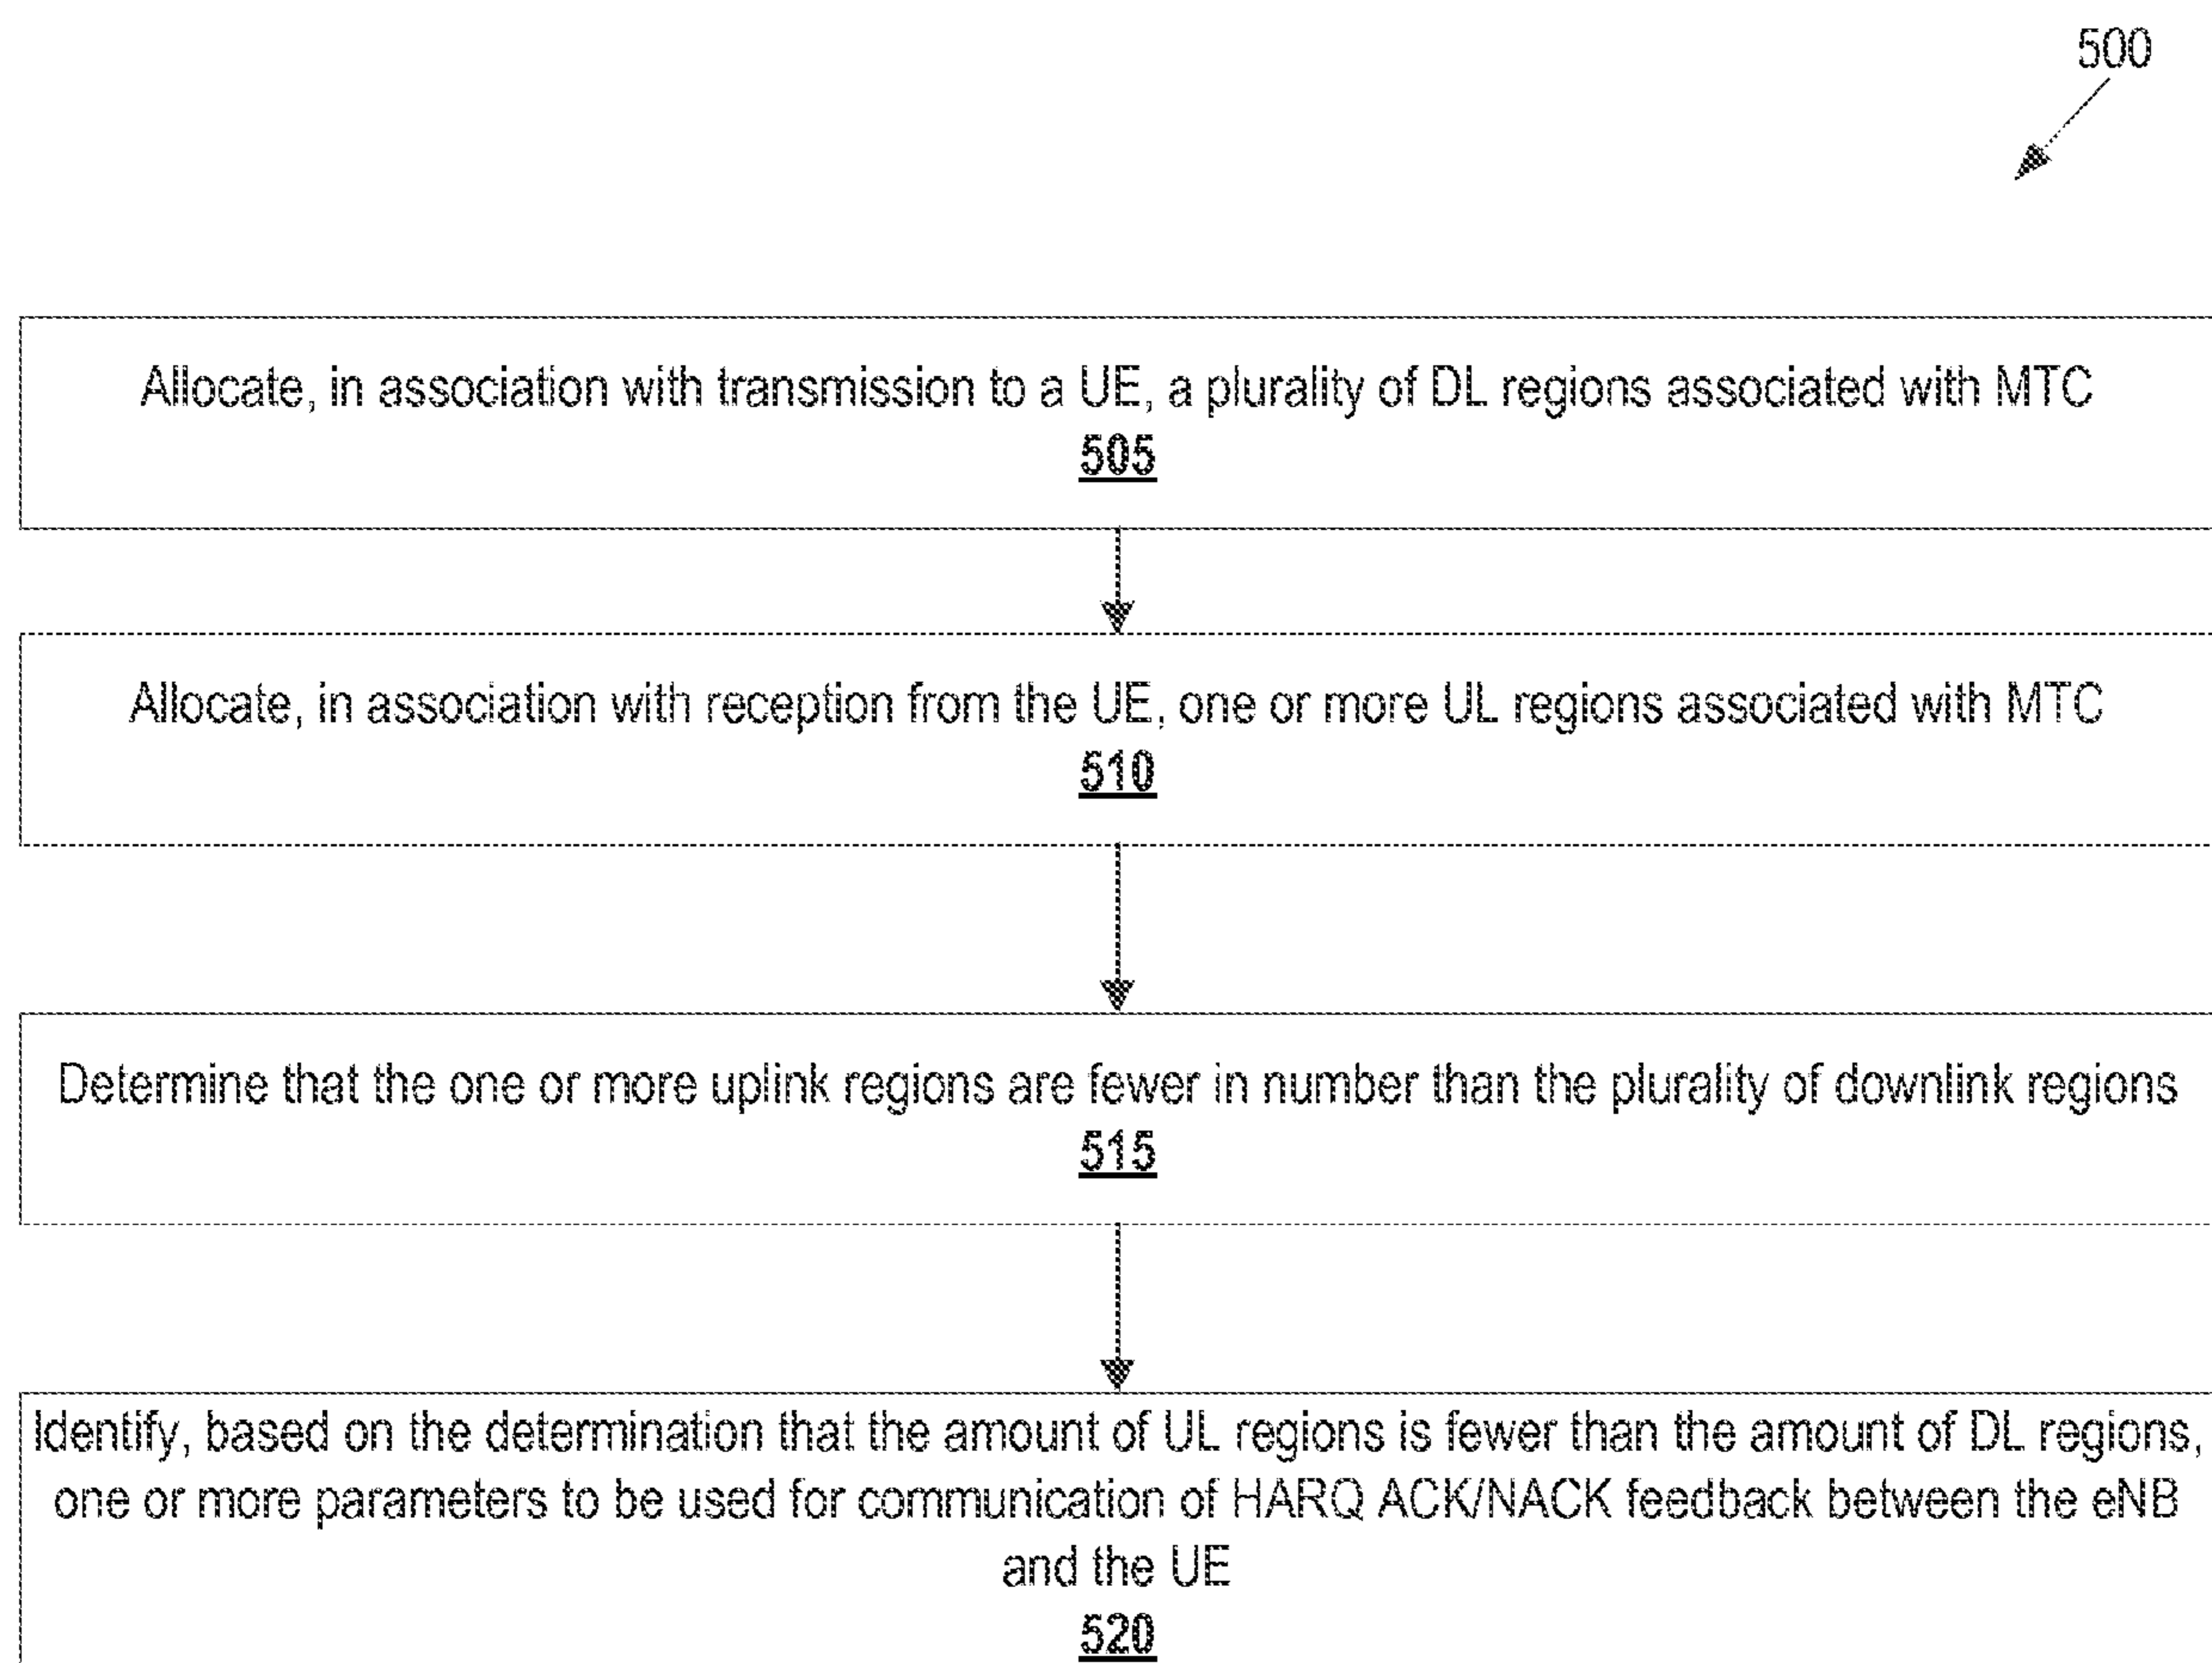 500
Allocate, in association with transmission to a UE, a plurality of DL regions associated with MTC
505
Allocate, in association with reception from the UE, one or more UL regions associated with MTC
510
Determine that the one or more uplink regions are fewer in number than the plurality of downlink regions
515
Identify, based on the determination that the amount of UL regions is fewer than the amount of DL regions,
one or more parameters to be used for communication of HARQ ACK/NACK feedback between the eNB
and the UE
520